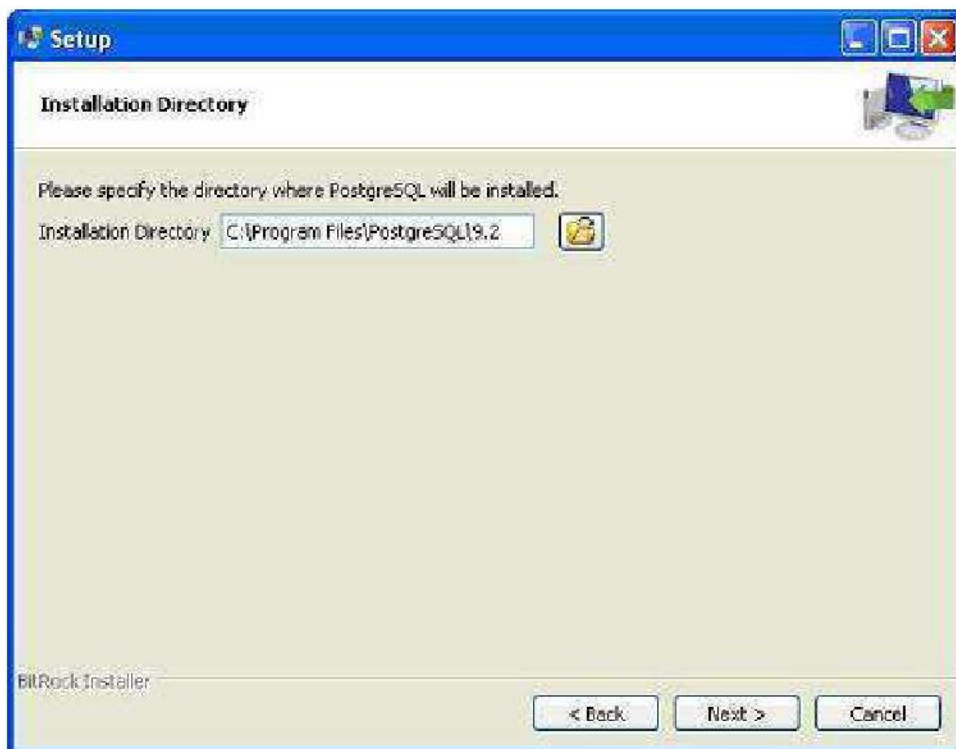 Setup
Installation Directory
Please specify the directory where PostgreSQL will be installed.
Installation Directory C:\Program Files\PostgreSQL\9.2
BitRock Installer
< Back Next > Cancel